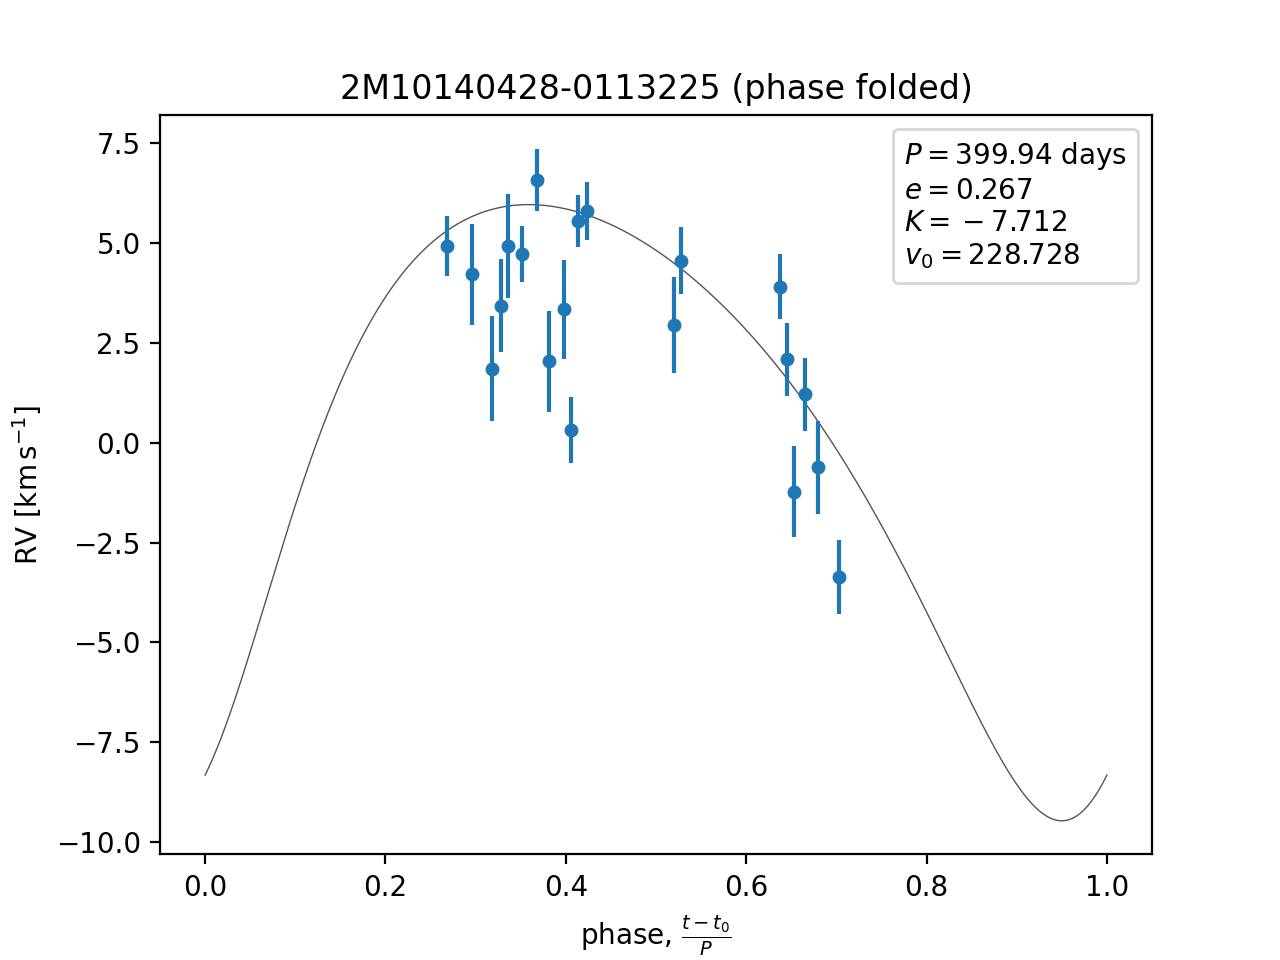 2M10140428-0113225 (phase folded)
P = 399.94 days
e = 0.267
K = −7.712
v₀ = 228.728
7.5
5.0
2.5
0.0
−2.5
−5.0
−7.5
−10.0
RV [km s⁻¹]
0.0 0.2 0.4 0.6 0.8 1.0
phase, (t − t₀)/P